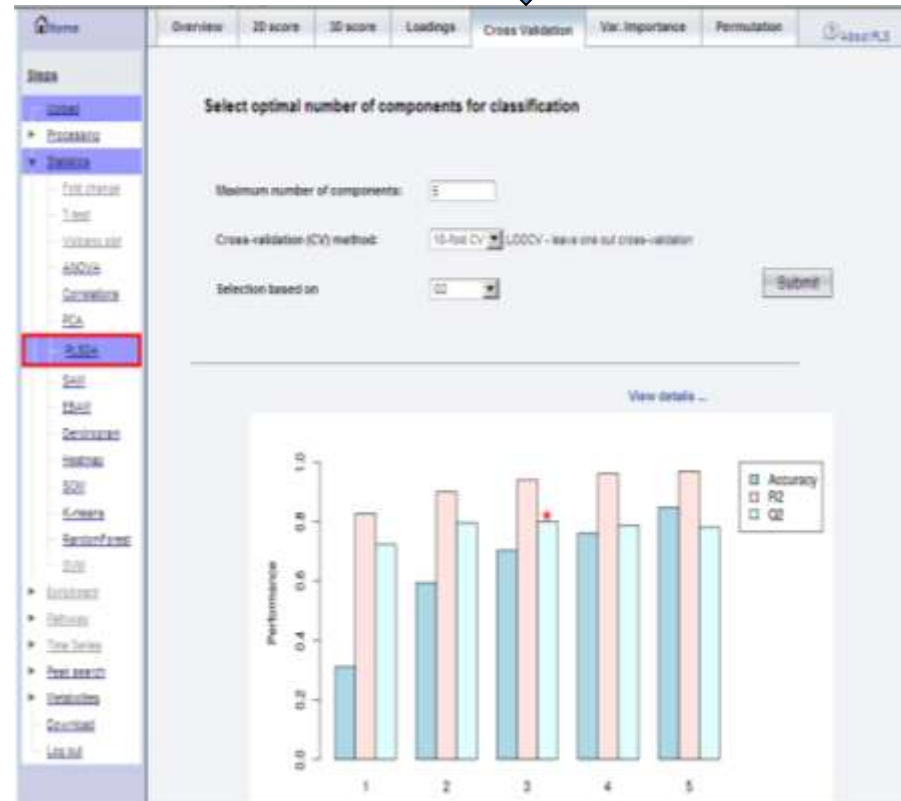 Home
Overview 2D score 3D score Loadings Cross Validation Var. Importance Permutation About PLS
Steps
Upload
Processing
Statistics
Fold change
T-test
Volcano plot
ANOVA
Correlations
PCA
PLSDA
SAM
EBAM
Dendrogram
Heatmap
SOM
K-means
RandomForest
SVM
Enrichment
Pathway
Time Series
Peak search
Metabolites
Download
Log out
Select optimal number of components for classification
Maximum number of components: 5
Cross-validation (CV) method: 10-fold CV LOOCV - leave one out cross-validation
Selection based on Q2
Submit
View details ...
Accuracy
R2
Q2
Performance
1.0
0.8
0.6
0.4
0.2
0.0
1 2 3 4 5